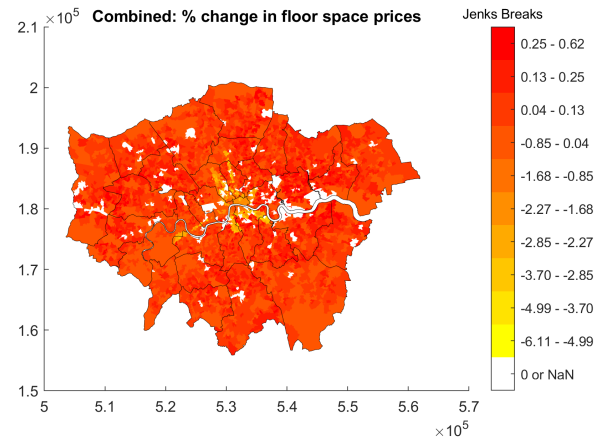 Combined: % change in floor space prices
Jenks Breaks
×10⁵
2.1
2
1.9
1.8
1.7
1.6
1.5
5
5.1
5.2
5.3
5.4
5.5
5.6
5.7
×10⁵
0.25 - 0.62
0.13 - 0.25
0.04 - 0.13
-0.85 - 0.04
-1.68 - -0.85
-2.27 - -1.68
-2.85 - -2.27
-3.70 - -2.85
-4.99 - -3.70
-6.11 - -4.99
0 or NaN